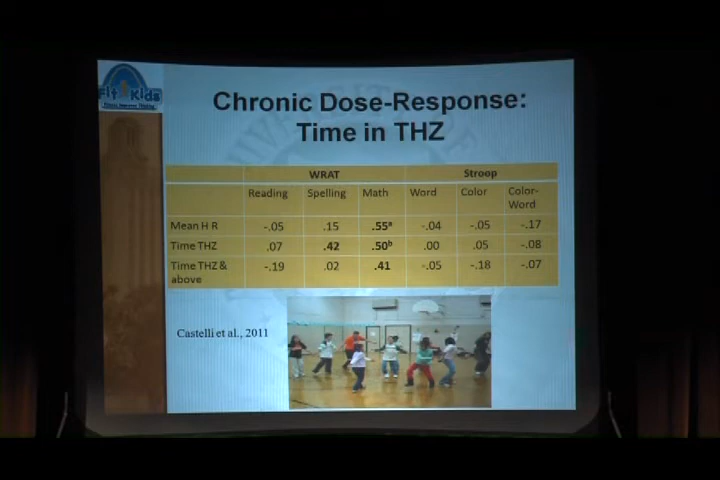 Fit Kids
Chronic Dose-Response:
Time in THZ
WRAT Stroop
Reading Spelling Math Word Color Color-Word
Mean H R -.05 .15 .55ᵃ -.04 -.05 -.17
Time THZ .07 .42 .50ᵇ .00 .05 -.08
Time THZ & above -.19 .02 .41 -.05 -.18 -.07
Castelli et al., 2011